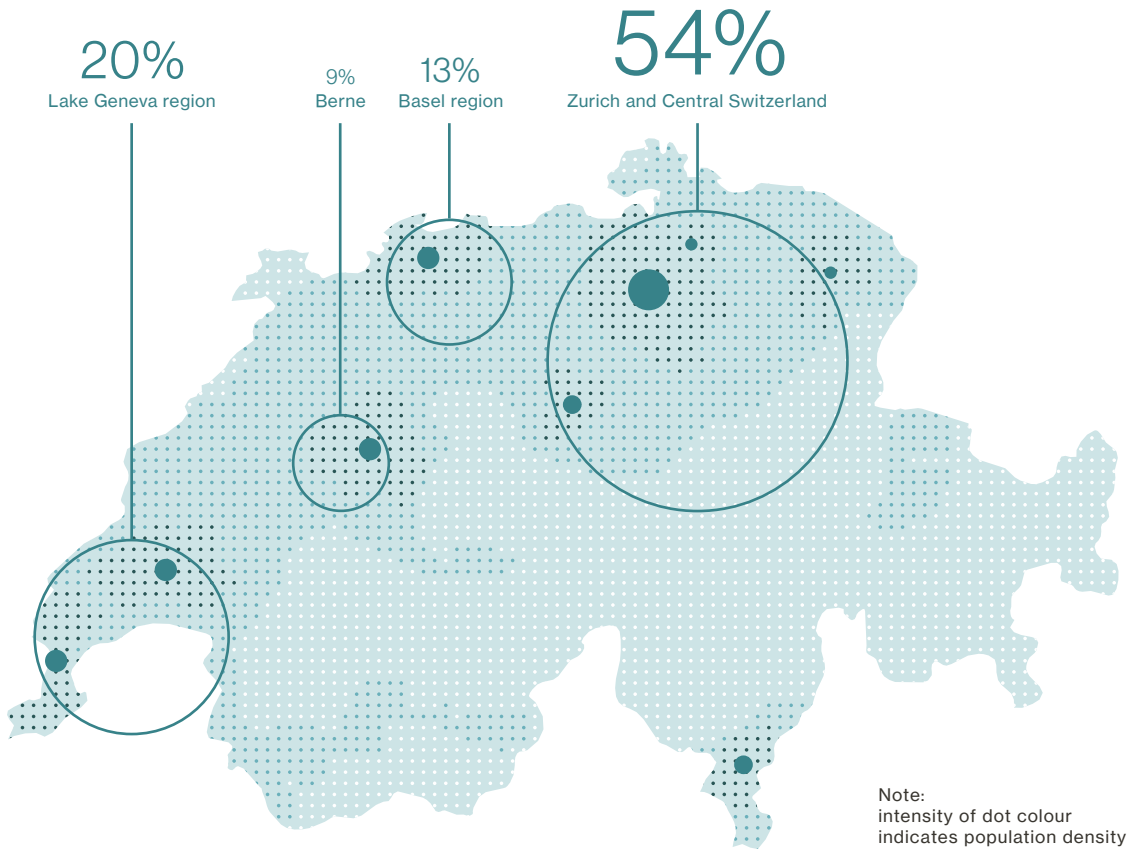 20%
Lake Geneva region
9%
Berne
13%
Basel region
54%
Zurich and Central Switzerland
Note:
intensity of dot colour
indicates population density